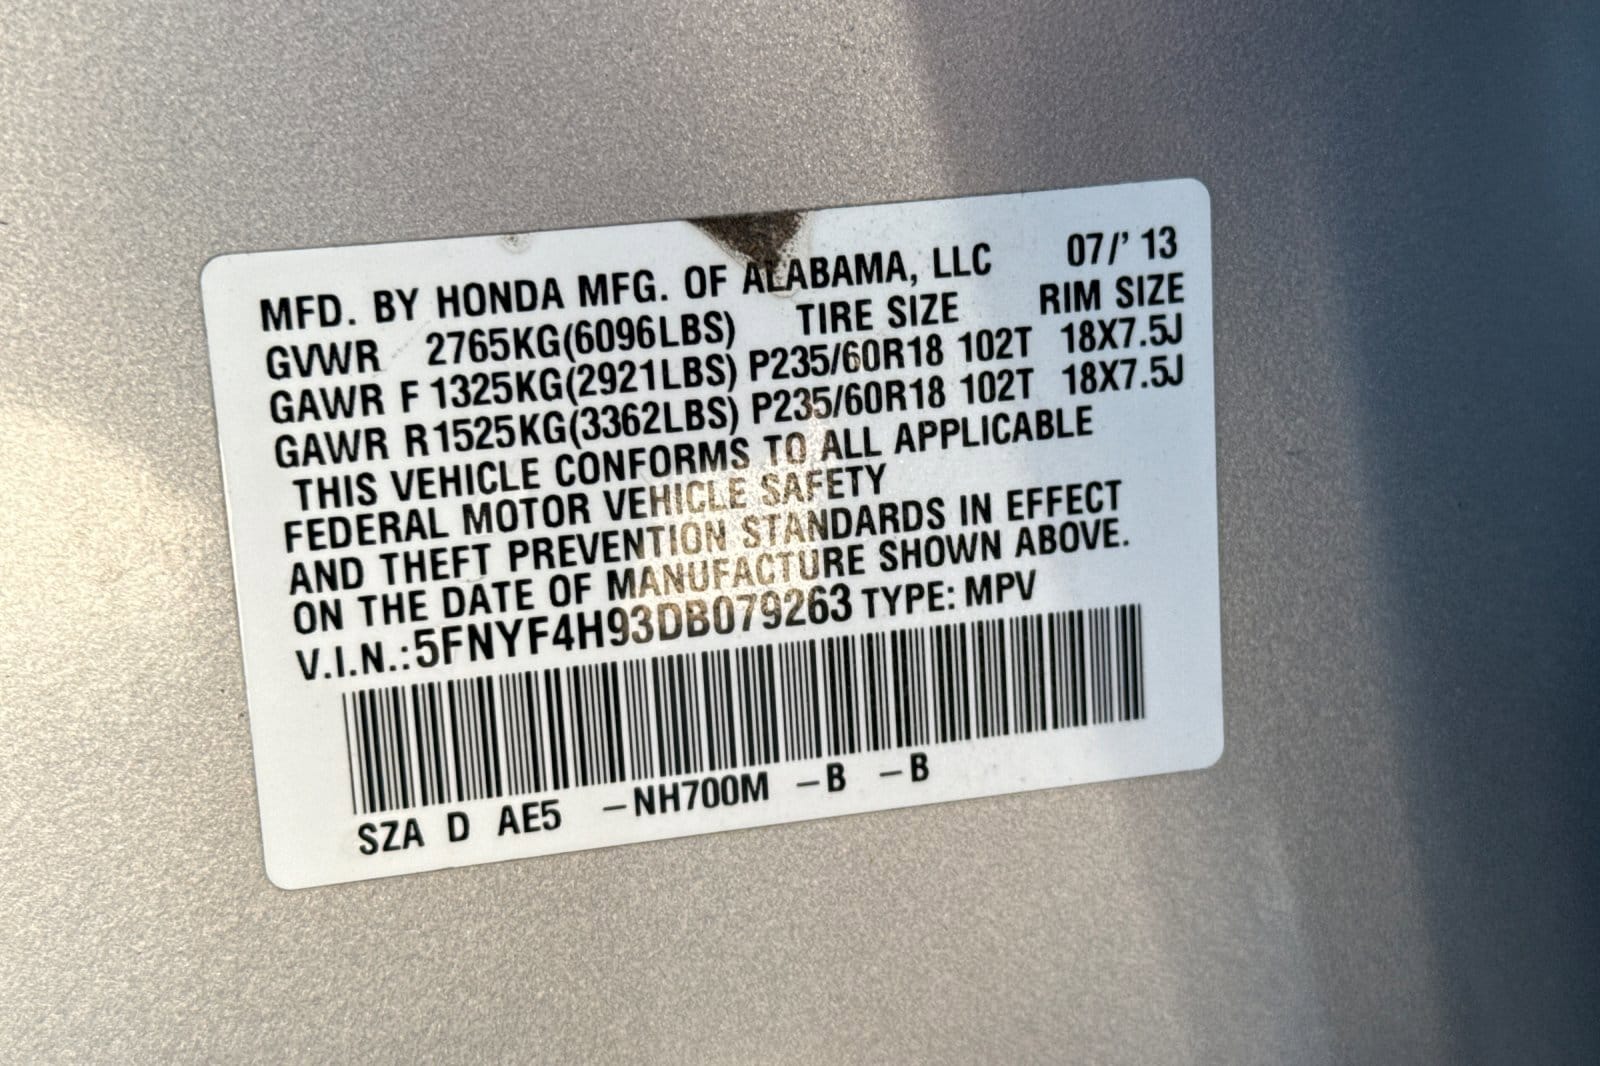 MFD. BY HONDA MFG. OF ALABAMA, LLC 07/' 13
GVWR 2765KG(6096LBS) TIRE SIZE RIM SIZE
GAWR F 1325KG(2921LBS) P235/60R18 102T 18X7.5J
GAWR R 1525KG(3362LBS) P235/60R18 102T 18X7.5J
THIS VEHICLE CONFORMS TO ALL APPLICABLE
FEDERAL MOTOR VEHICLE SAFETY
AND THEFT PREVENTION STANDARDS IN EFFECT
ON THE DATE OF MANUFACTURE SHOWN ABOVE.
V.I.N.:5FNYF4H93DB079263 TYPE: MPV
SZA D AE5 -NH700M -B -B